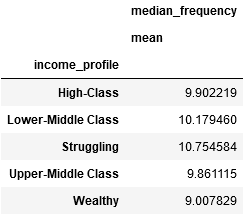 median_frequency
mean
income_profile
High-Class 9.902219
Lower-Middle Class 10.179460
Struggling 10.754584
Upper-Middle Class 9.861115
Wealthy 9.007829